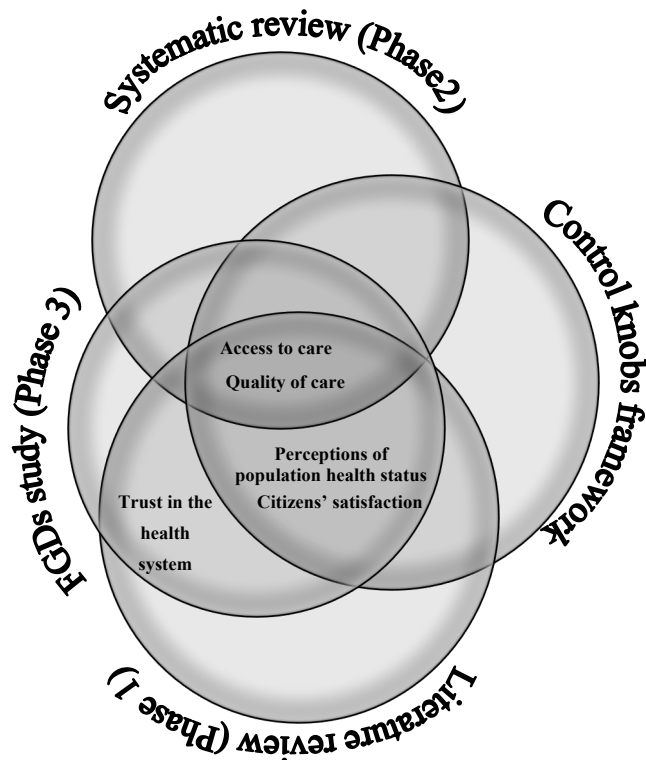 Systematic review (Phase2)
Control knobs framework
FGDs study (Phase 3)
Access to care
Quality of care
Perceptions of
population health status
Citizens’ satisfaction
Trust in the
health
system
Literature review (Phase 1)